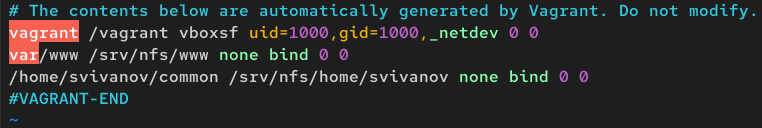 # The contents below are automatically generated by Vagrant. Do not modify.
vagrant /vagrant vboxsf uid=1000,gid=1000,_netdev 0 0
var/www /srv/nfs/www none bind 0 0
/home/svivanov/common /srv/nfs/home/svivanov none bind 0 0
#VAGRANT-END
~